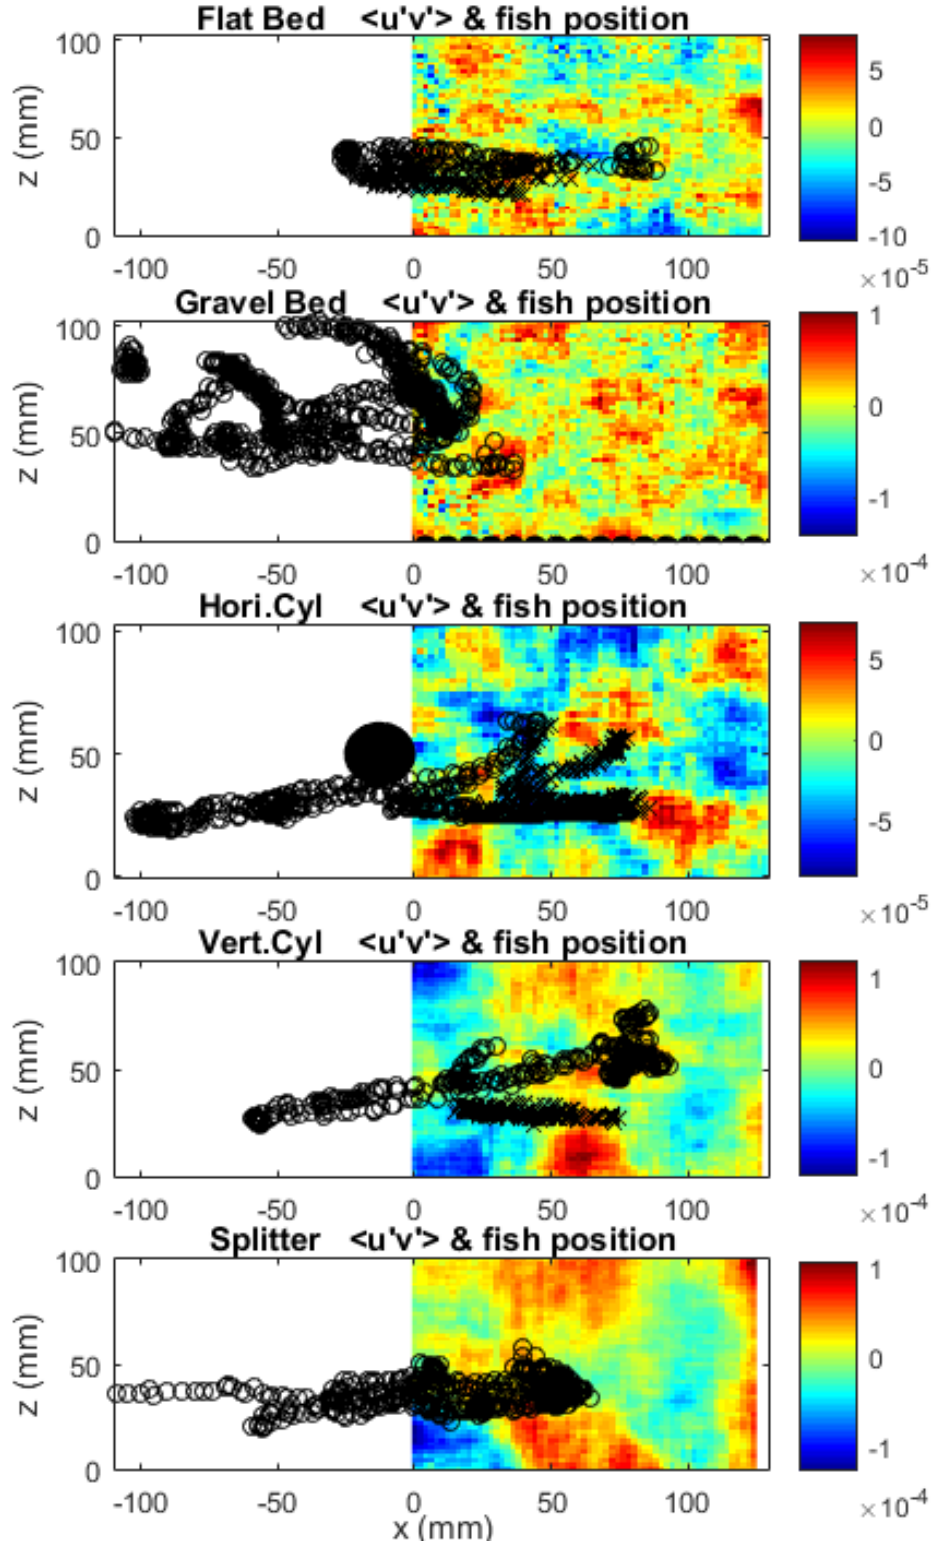 Flat Bed <u'v'> & fish position
100
50
0
z (mm)
-100 -50 0 50 100
5
0
-5
-10
×10-5
Gravel Bed <u'v'> & fish position
100
50
0
z (mm)
-100 -50 0 50 100
1
0
-1
×10-4
Hori.Cyl <u'v'> & fish position
100
50
0
z (mm)
-100 -50 0 50 100
5
0
-5
×10-5
Vert.Cyl <u'v'> & fish position
100
50
0
z (mm)
-100 -50 0 50 100
1
0
-1
×10-4
Splitter <u'v'> & fish position
100
50
0
z (mm)
-100 -50 0 50 100
x (mm)
1
0
-1
×10-4